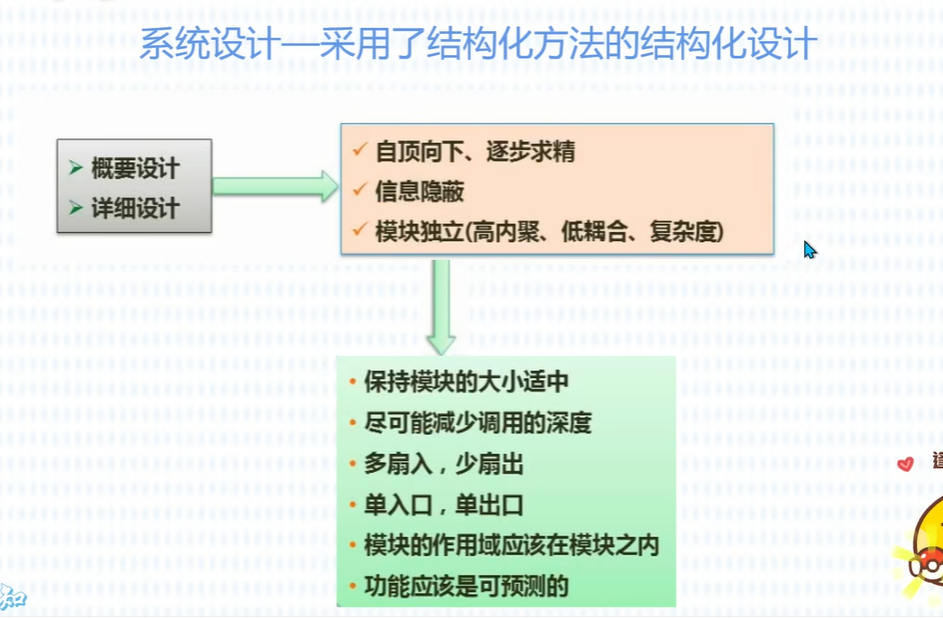 系统设计—采用了结构化方法的结构化设计
概要设计
详细设计
自顶向下、逐步求精
信息隐蔽
模块独立(高内聚、低耦合、复杂度)
保持模块的大小适中
尽可能减少调用的深度
多扇入，少扇出
单入口，单出口
模块的作用域应该在模块之内
功能应该是可预测的
知